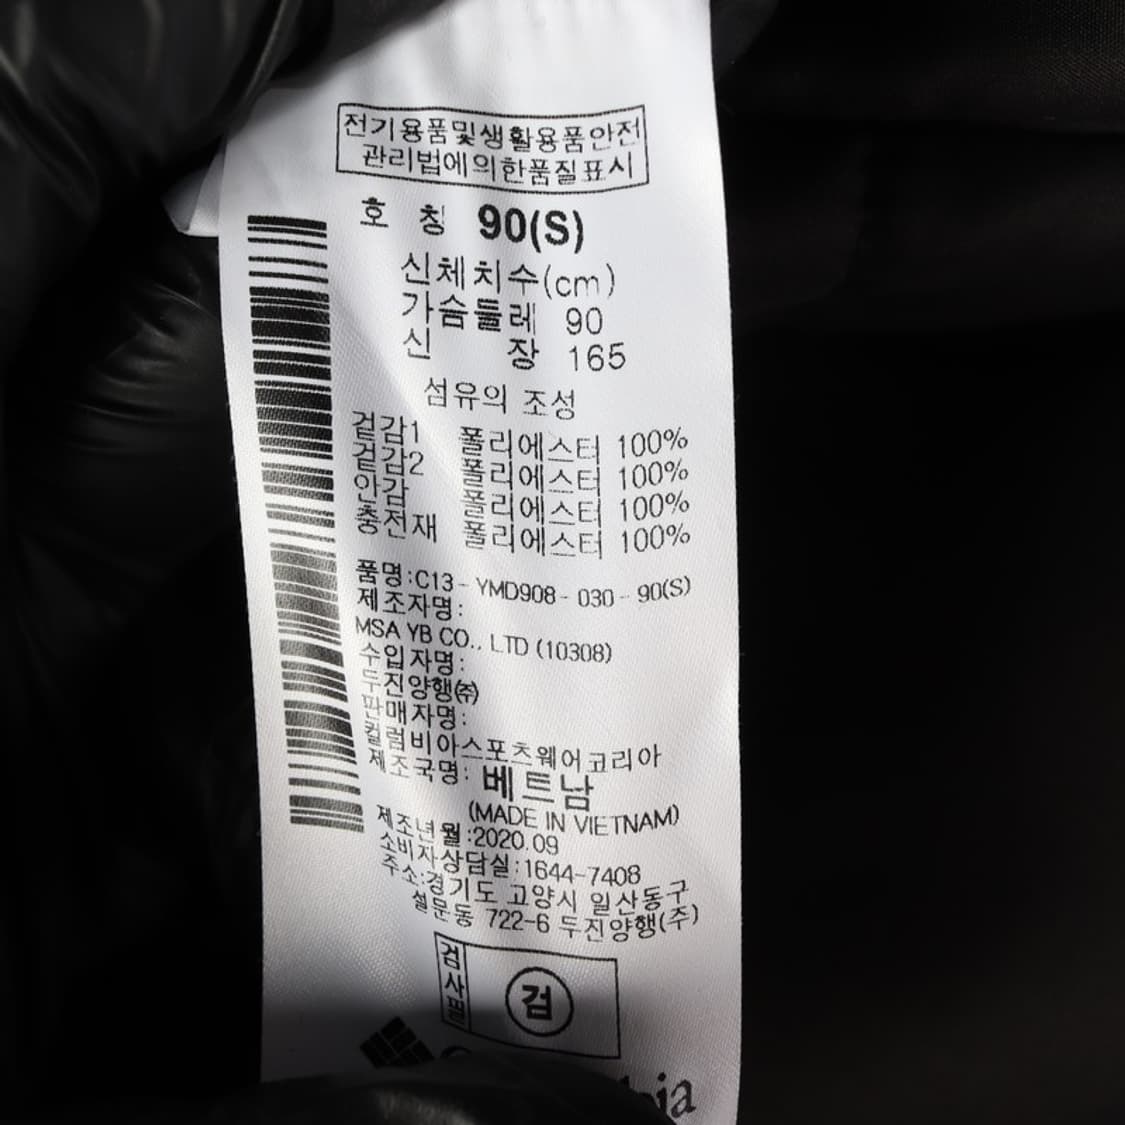 전기용품및생활용품안전
관리법에의한품질표시
호 칭 90(S)
신체치수(cm)
가슴둘레 90
신 장 165
섬유의 조성
겉감1 폴리에스터 100%
겉감2 폴리에스터 100%
안감 폴리에스터 100%
충전재 폴리에스터 100%
품명:C13-YMD908-030-90(S)
제조자명:
MSA YB CO., LTD (10308)
수입자명:
두진양행㈜
판매자명:
컬럼비아스포츠웨어코리아
제조국명: 베트남
(MADE IN VIETNAM)
제조년월:2020.09
소비자상담실:1644-7408
주소:경기도 고양시 일산동구
설문동 722-6 두진양행(주)
검사필
검